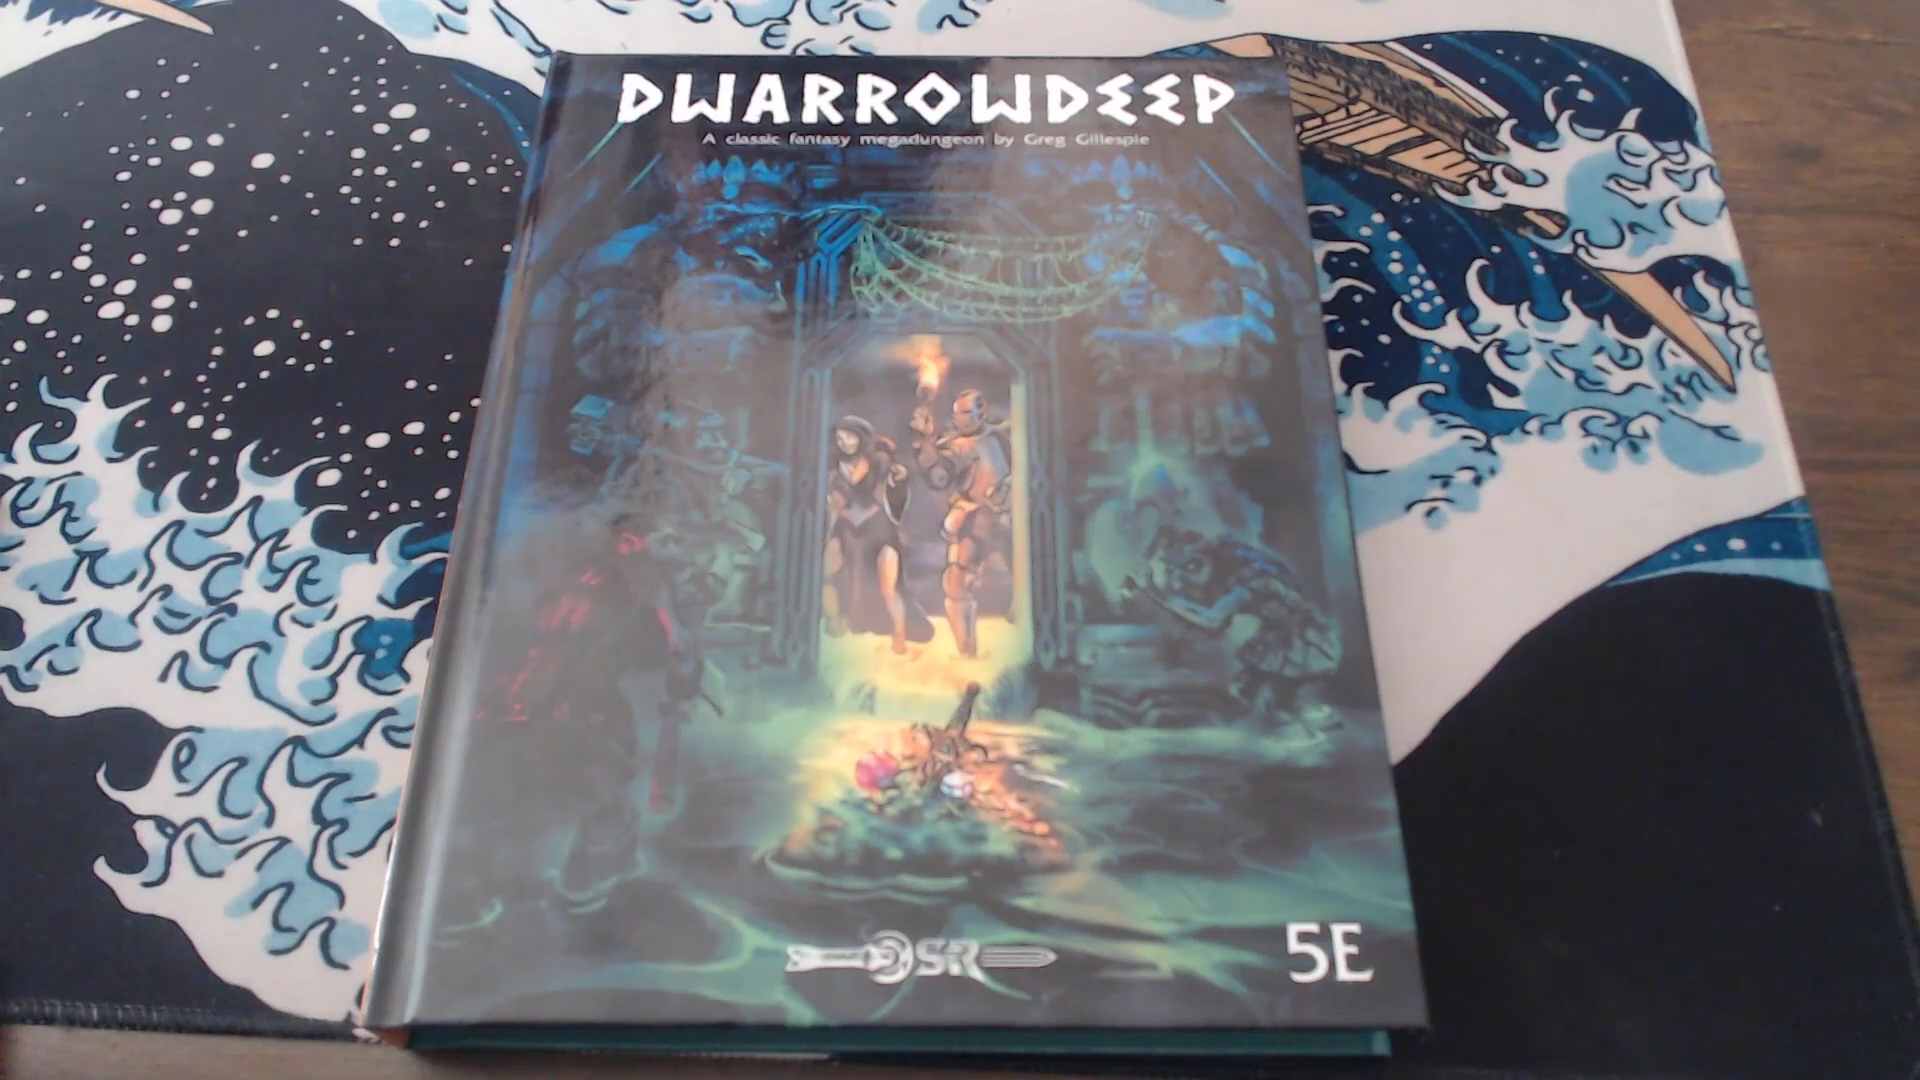 DWARROWDEEP
A classic fantasy megadungeon by Greg Gillespie
OSR
5E